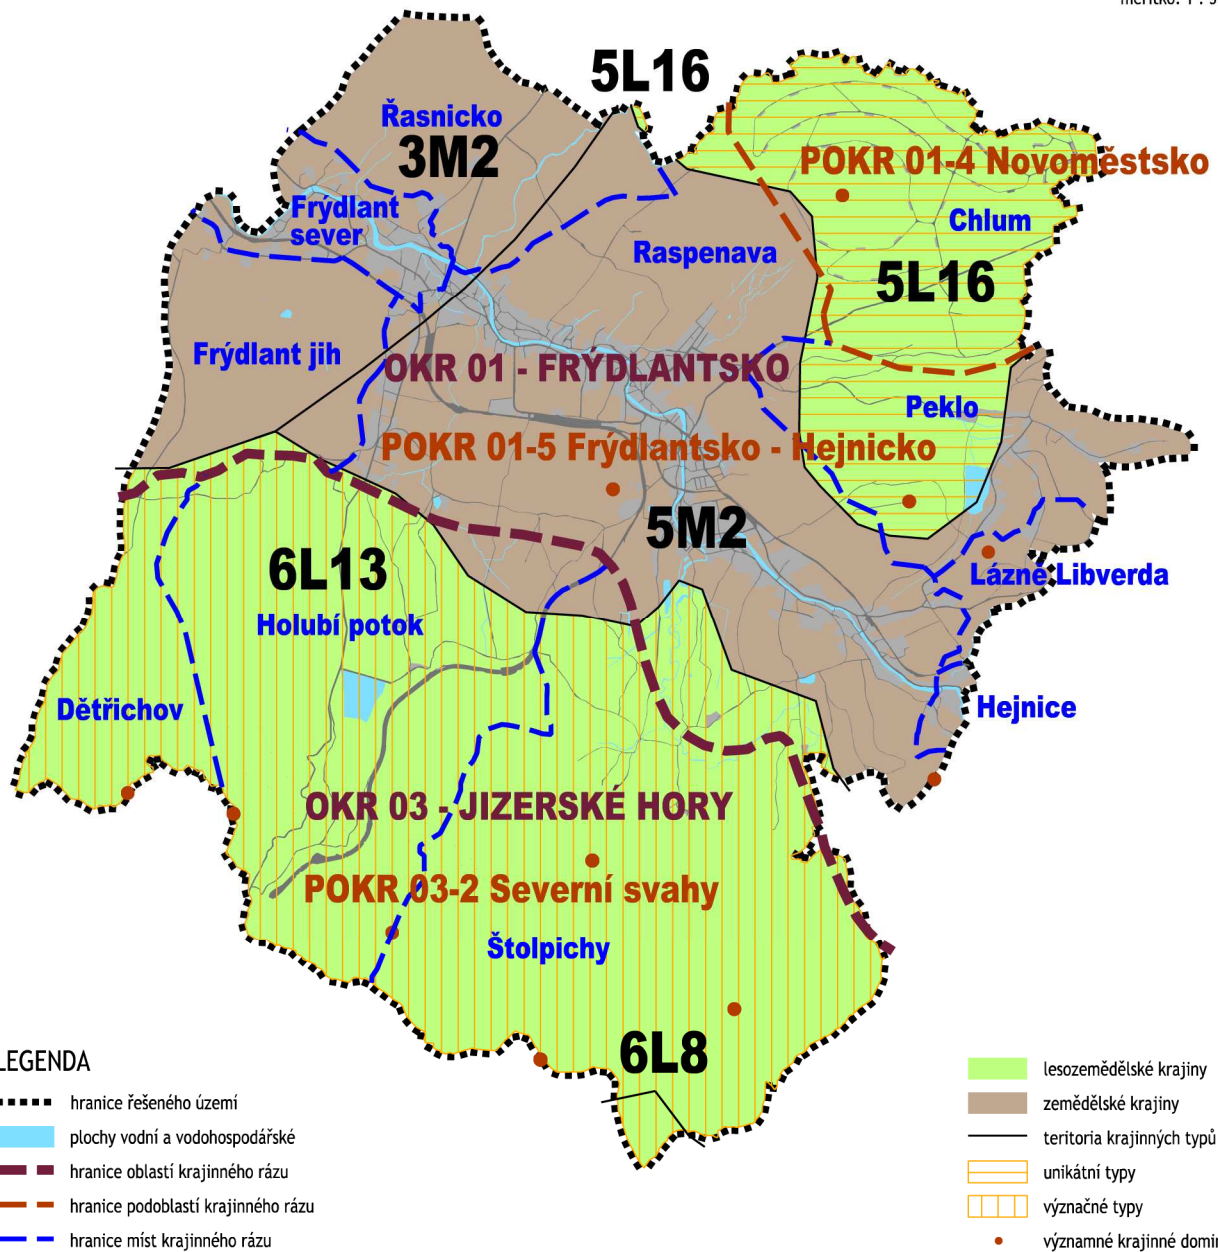 5L16
Řasnicko
3M2
POKR 01-4 Novoměstsko
Frýdlant
sever
Chlum
Raspenava
5L16
Frýdlant jih
OKR 01 - FRÝDLANTSKO
Peklo
POKR 01-5 Frýdlantsko - Hejnicko
5M2
6L13
Lázně Libverda
Holubí potok
Dětřichov
Hejnice
OKR 03 - JIZERSKÉ HORY
POKR 03-2 Severní svahy
Štolpichy
6L8
LEGENDA
hranice řešeného území
plochy vodní a vodohospodářské
hranice oblastí krajinného rázu
hranice podoblastí krajinného rázu
hranice míst krajinného rázu
lesozemědělské krajiny
zemědělské krajiny
teritoria krajinných typů
unikátní typy
význačné typy
významné krajinné